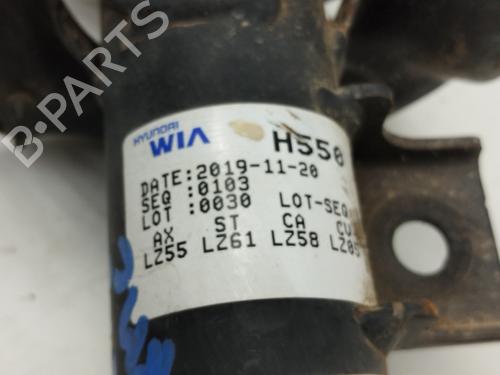 HYUNDAI
WIA H550
DATE:2019-11-20
SEQ :0103
LOT :0030 LOT-SEQ
AX ST CA CV
LZ55 LZ61 LZ58 LZ05
B-PARTS